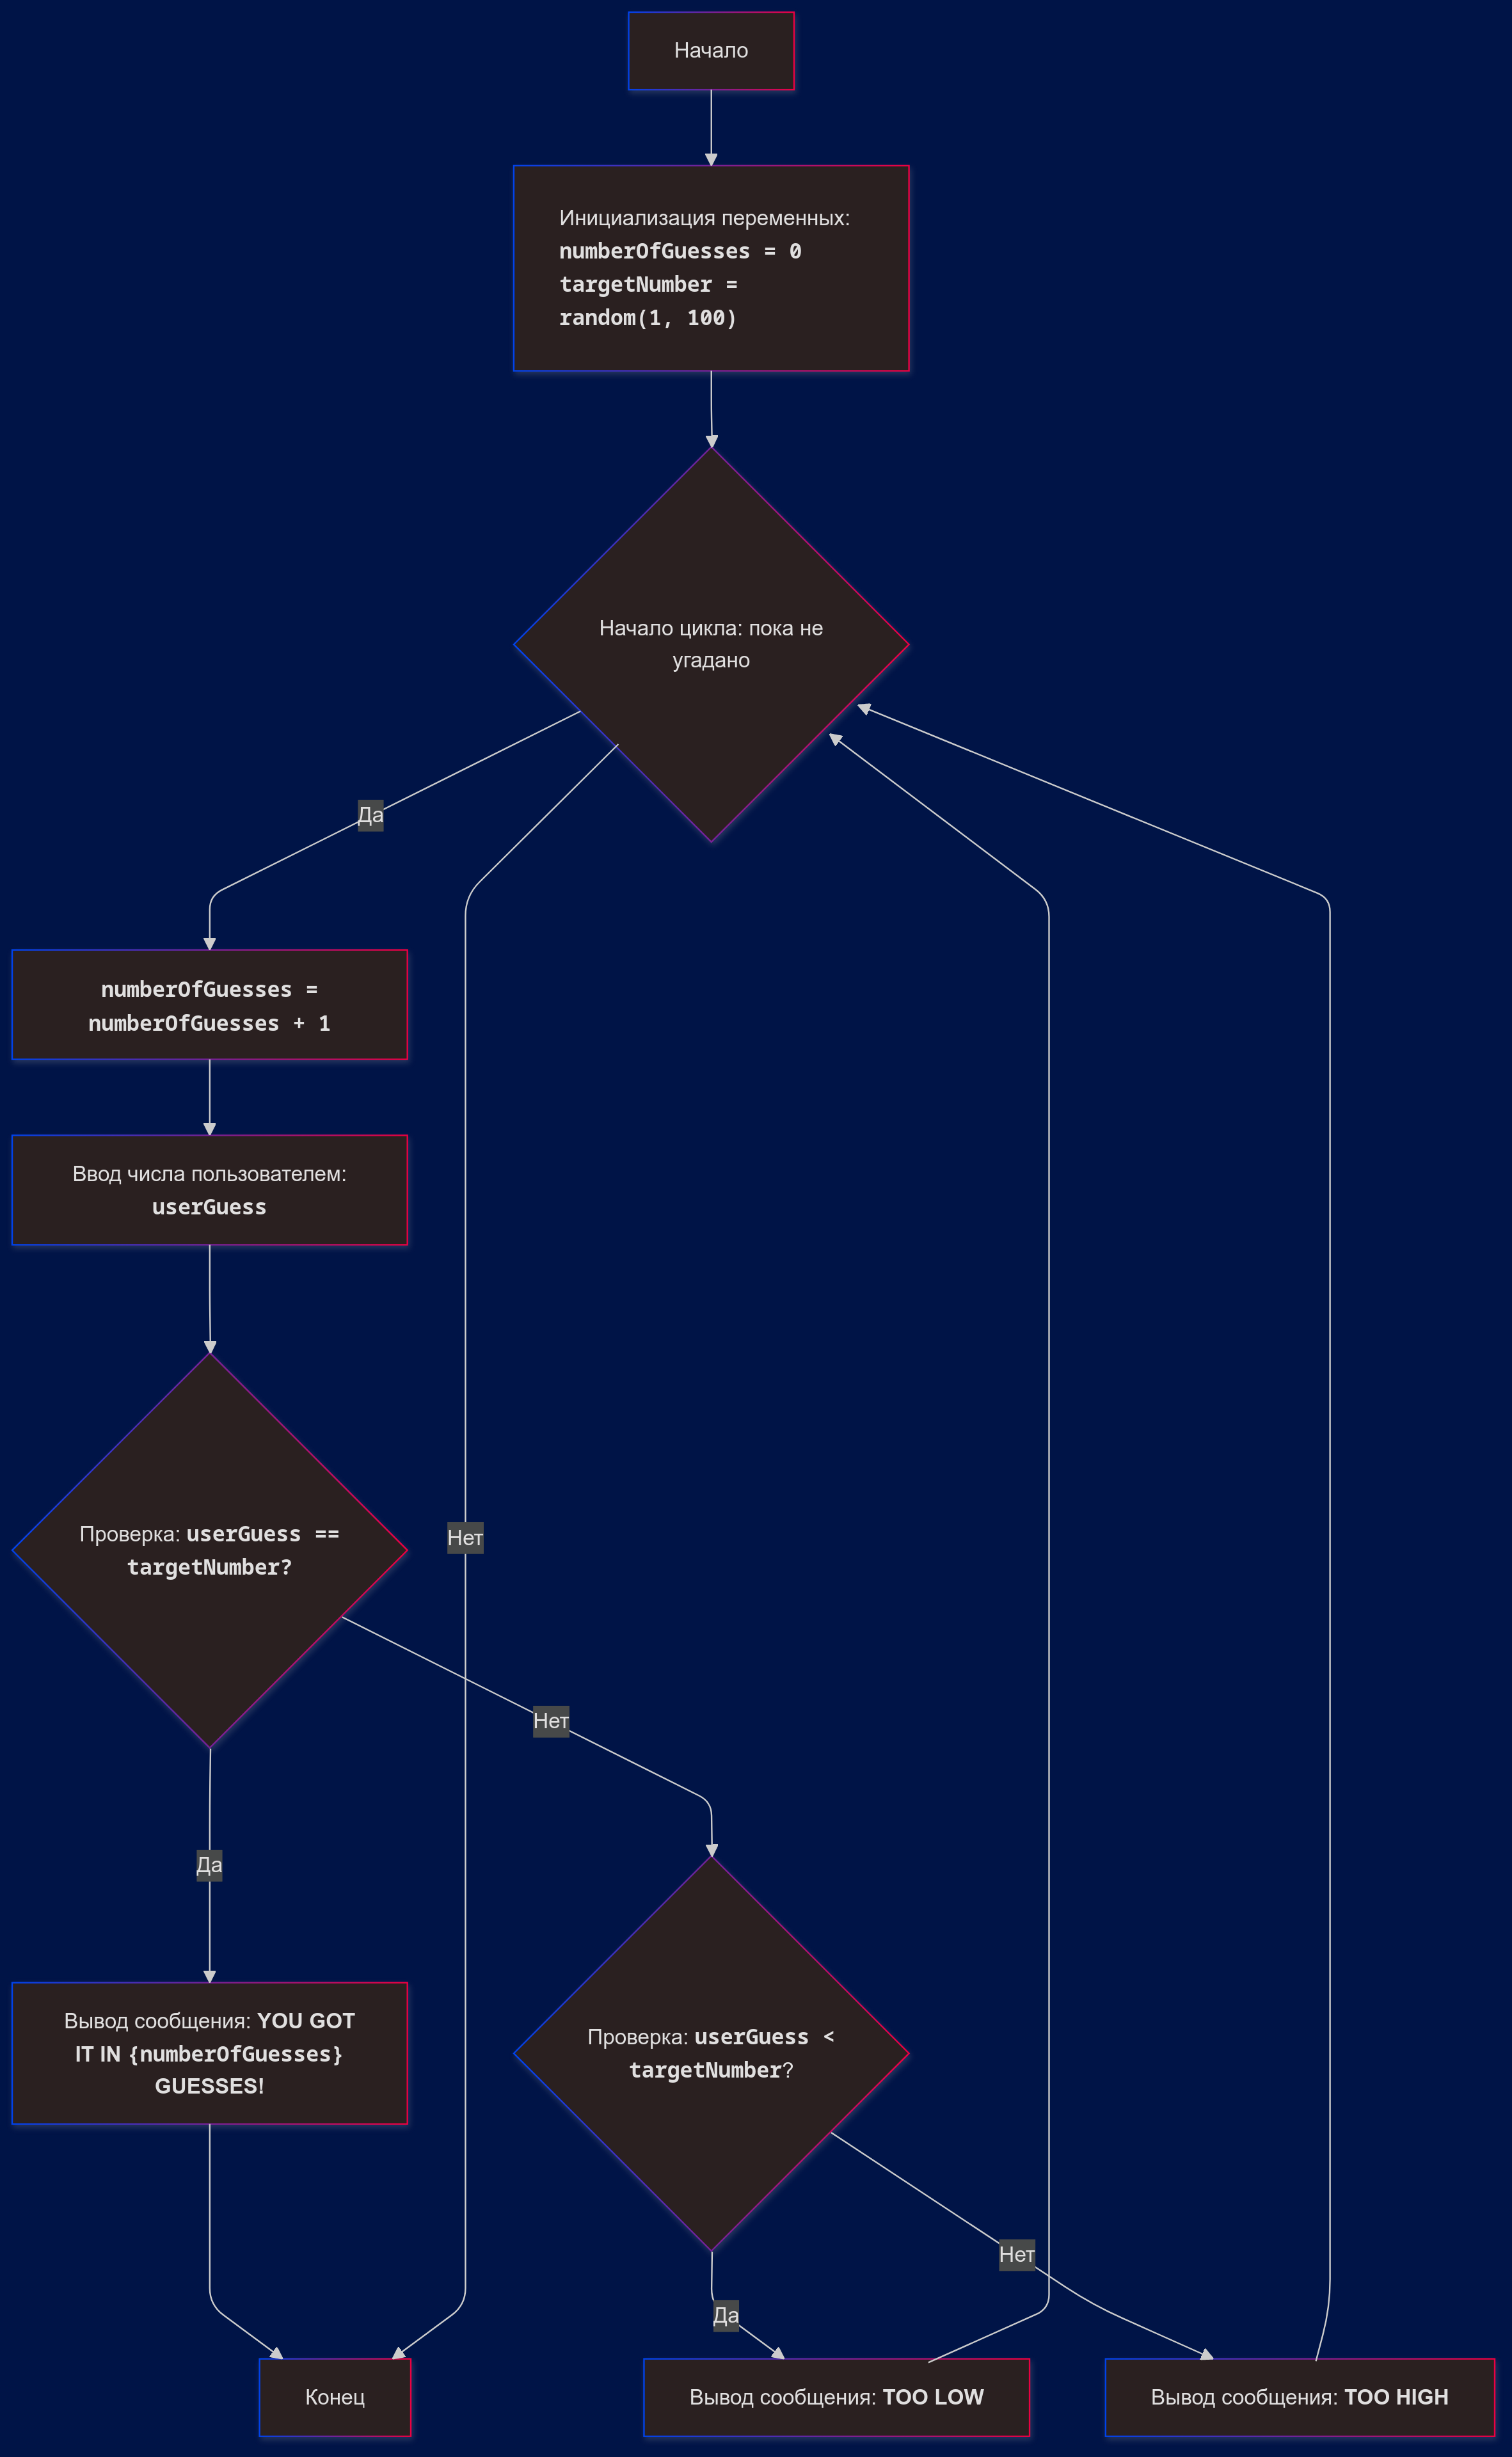 Начало
Инициализация переменных:
numberOfGuesses = 0
targetNumber =
random(1, 100)
Начало цикла: пока не
угадано
Да
numberOfGuesses =
numberOfGuesses + 1
Ввод числа пользователем:
userGuess
Проверка: userGuess ==
targetNumber?
Нет
Нет
Да
Вывод сообщения: YOU GOT
IT IN {numberOfGuesses}
GUESSES!
Проверка: userGuess <
targetNumber?
Нет
Да
Конец
Вывод сообщения: TOO LOW
Вывод сообщения: TOO HIGH